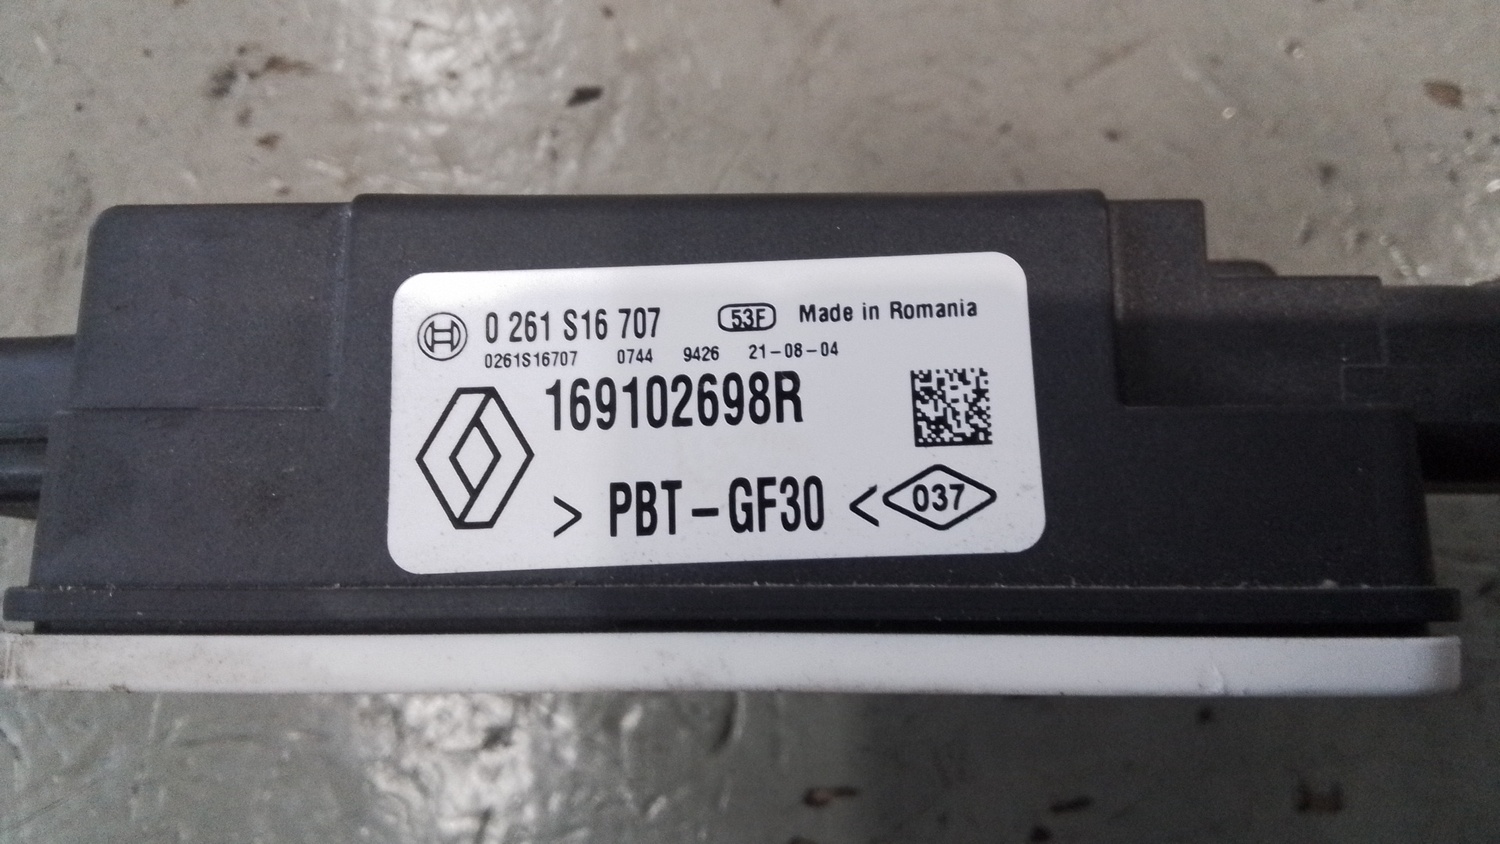 0 261 S16 707 53F Made in Romania
0261S16707 0744 9426 21-08-04
169102698R
> PBT-GF30 < 037